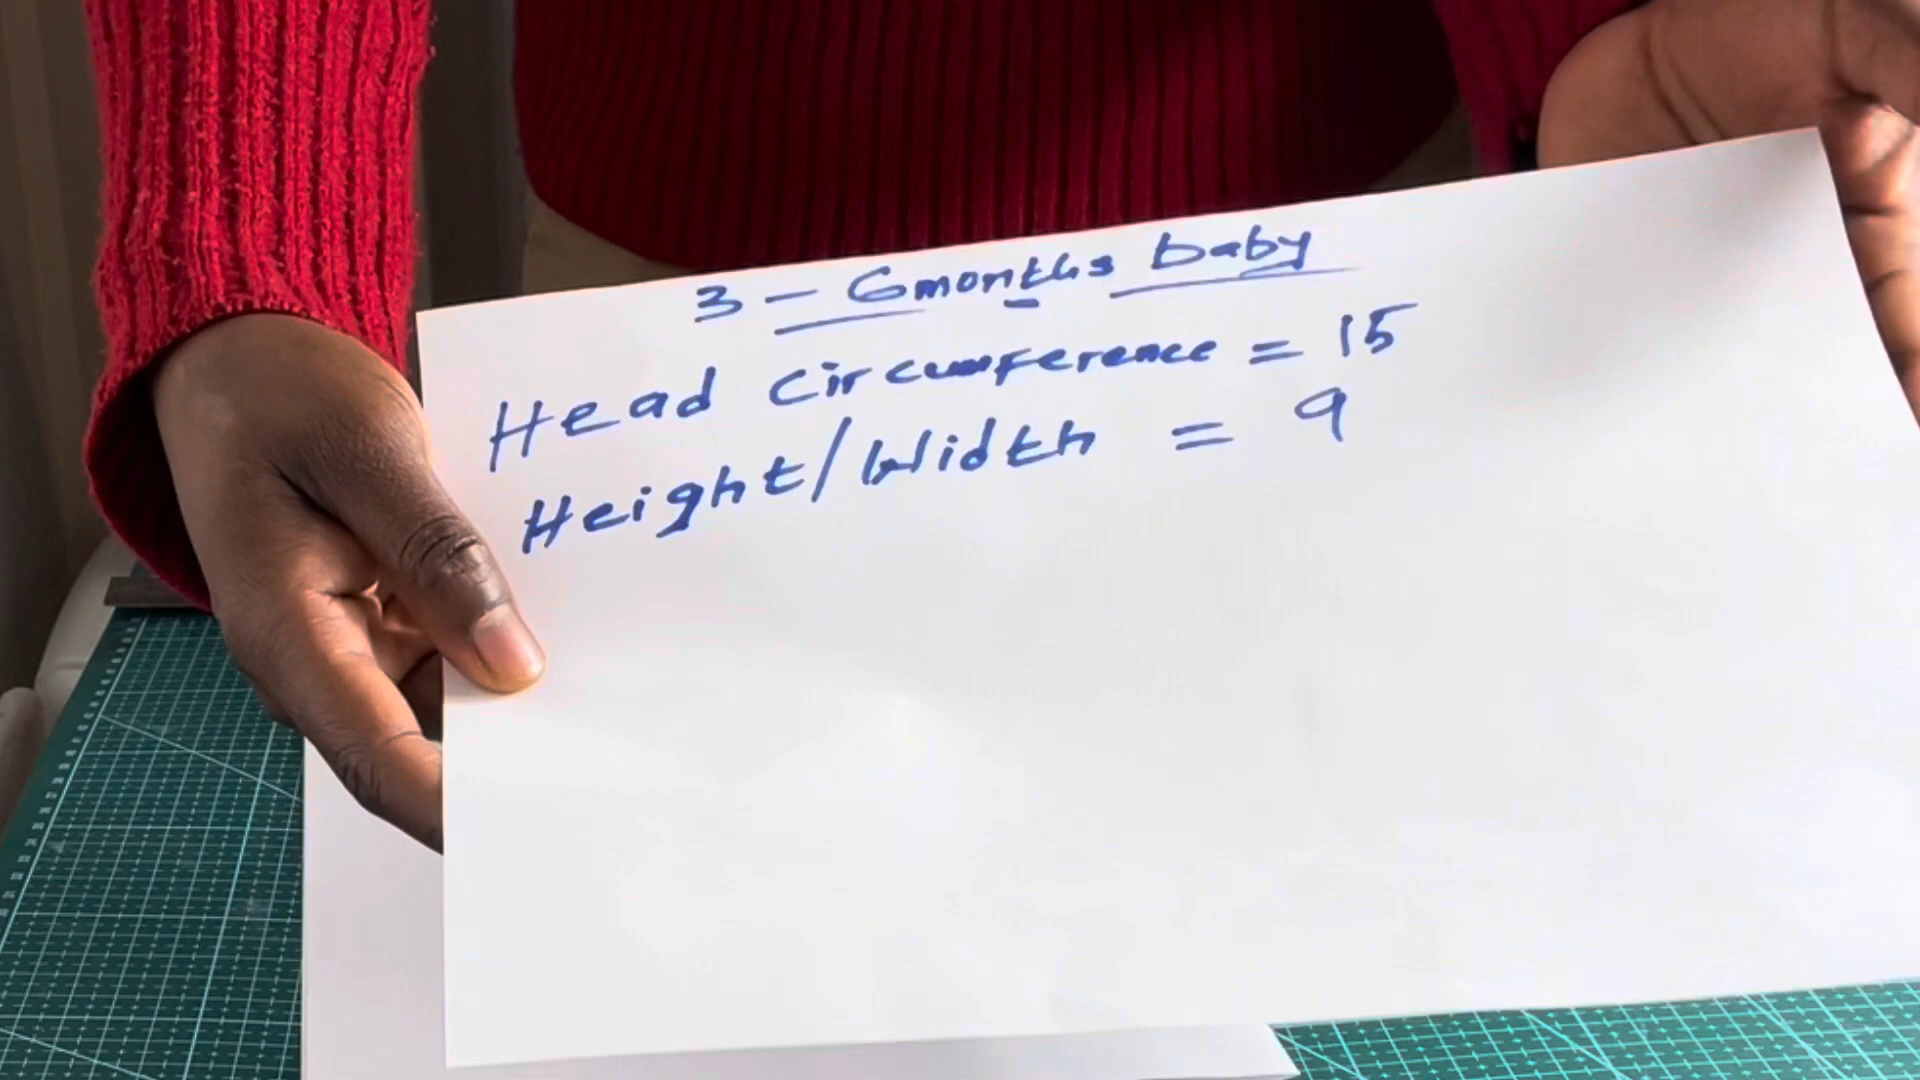 3 - 6months baby
Head circumference = 15
Height/Width = 9